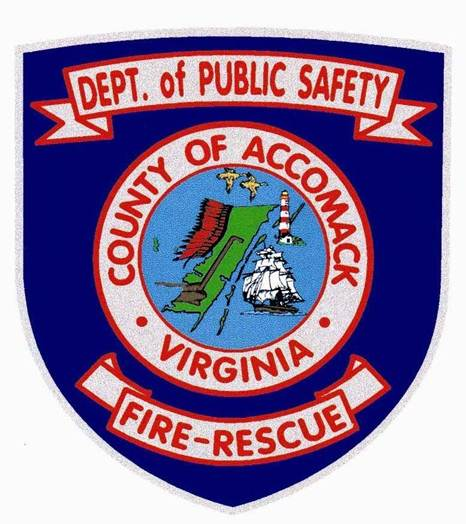 DEPT. of PUBLIC SAFETY
COUNTY OF ACCOMACK
• VIRGINIA •
FIRE-RESCUE